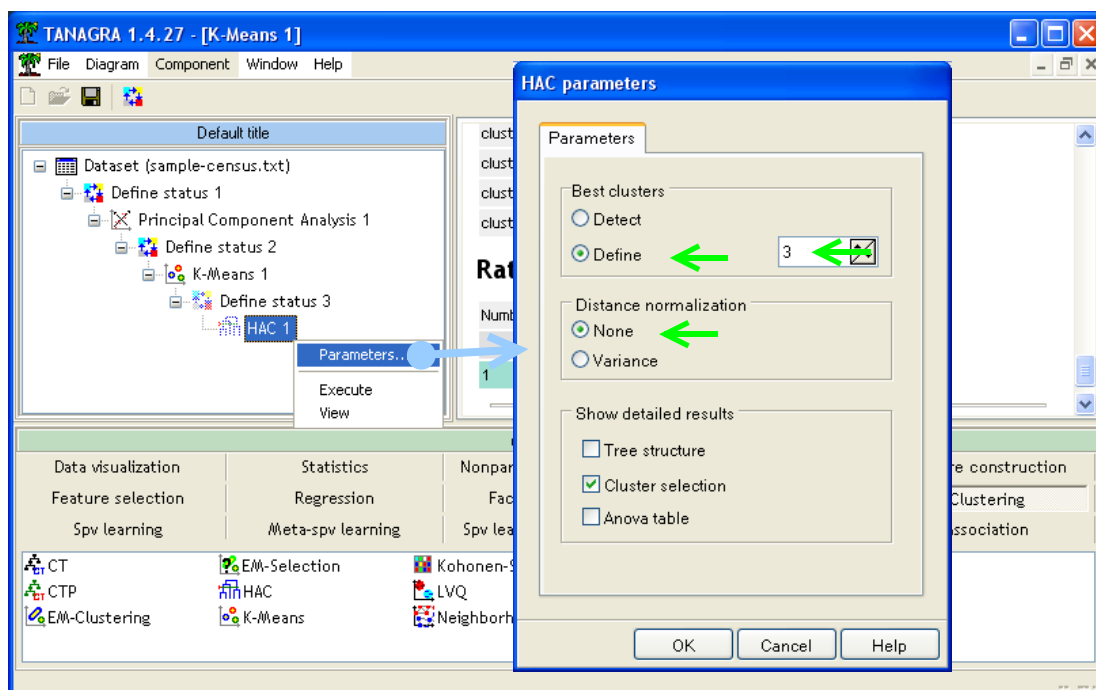 TANAGRA 1.4.27 - [K-Means 1]
File Diagram Component Window Help
Default title
Dataset (sample-census.txt)
Define status 1
Principal Component Analysis 1
Define status 2
K-Means 1
Define status 3
HAC 1
Parameters...
Execute
View
clust
clust
clust
clust
Rat
Numb
1
HAC parameters
Parameters
Best clusters
Detect
Define
3
Distance normalization
None
Variance
Show detailed results
Tree structure
Cluster selection
Anova table
OK Cancel Help
Data visualization Statistics Nonpar re construction
Feature selection Regression Fac Clustering
Spv learning Meta-spv learning Spv lea association
CT EM-Selection Kohonen-S
CTP HAC LVQ
EM-Clustering K-Means Neighborh